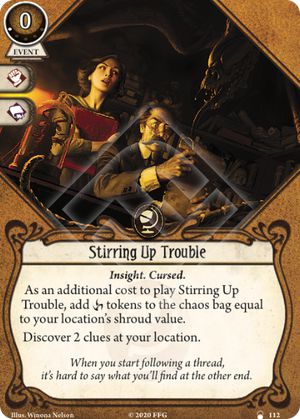 0
EVENT
Stirring Up Trouble
Insight. Cursed.
As an additional cost to play Stirring Up
Trouble, add tokens to the chaos bag equal
to your location's shroud value.
Discover 2 clues at your location.
When you start following a thread,
it's hard to say what you'll find at the other end.
Illus. Winona Nelson
© 2020 FFG
112